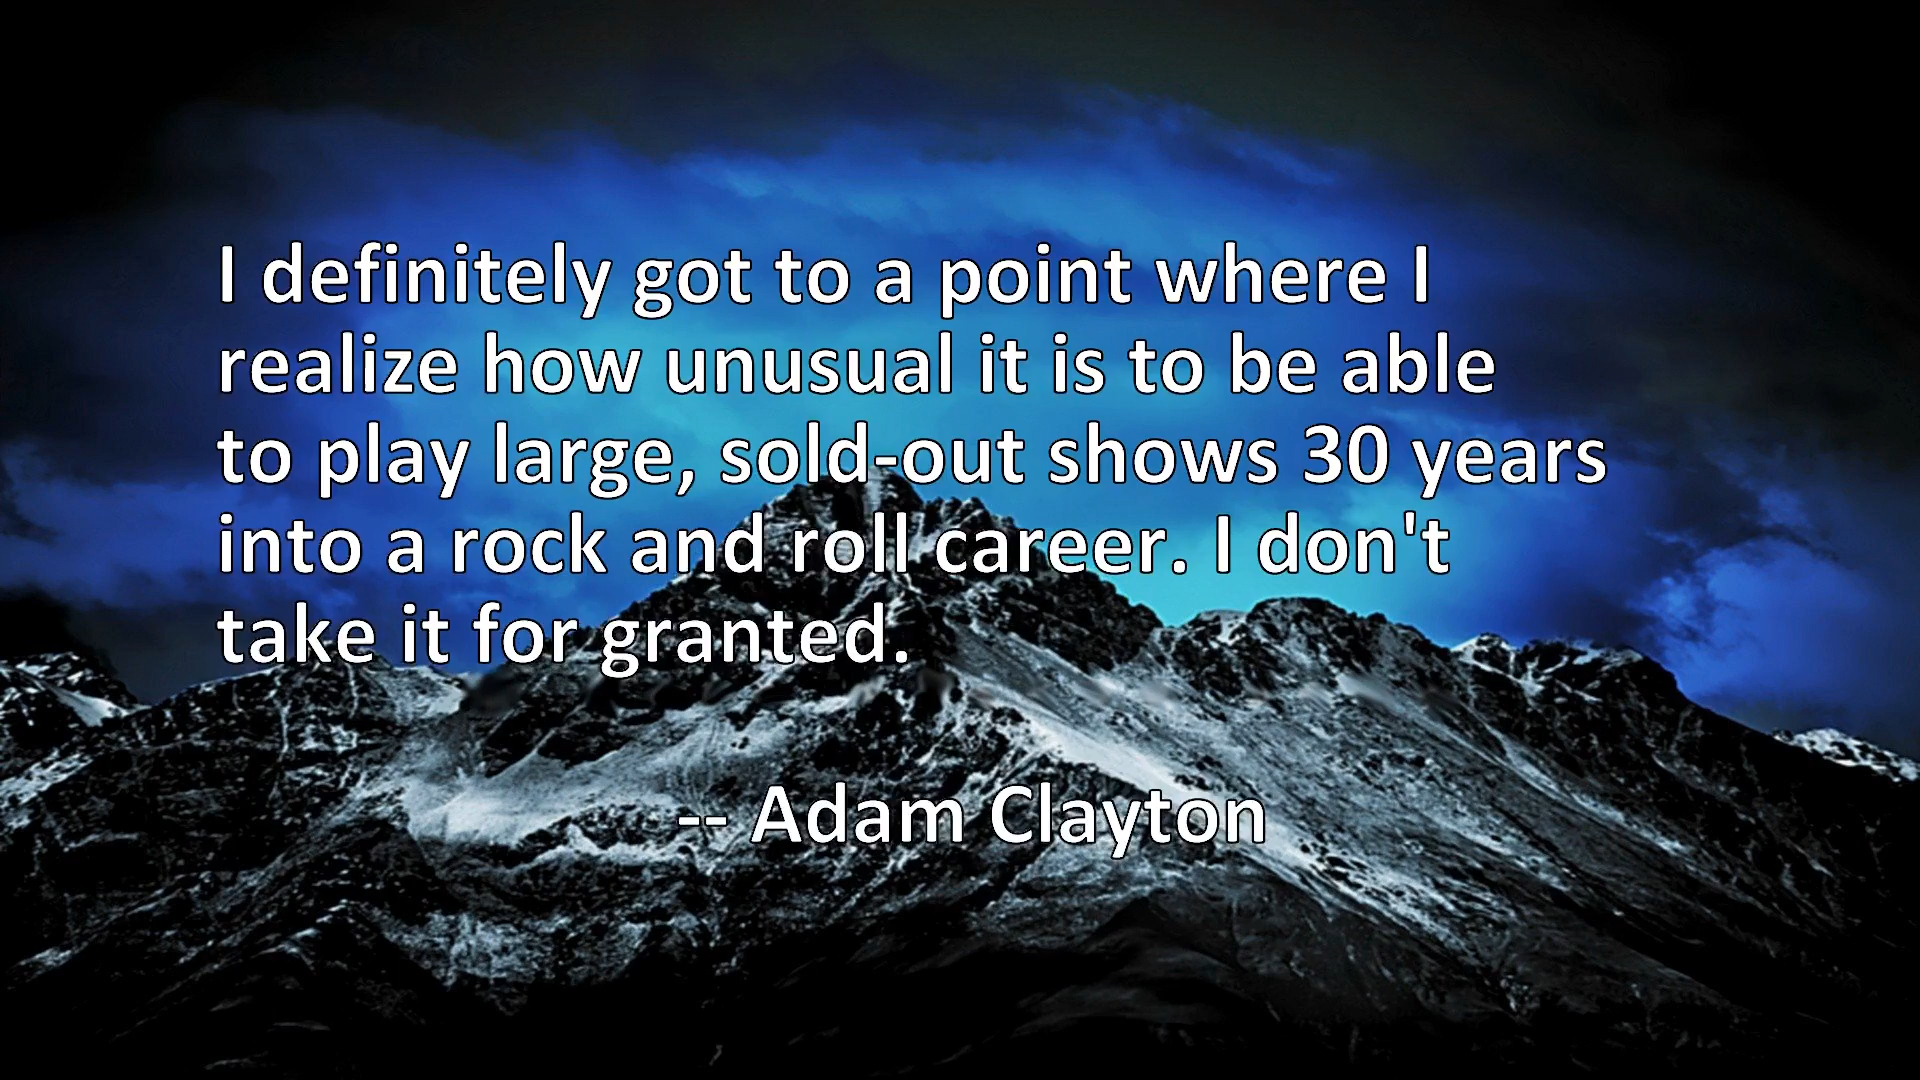 I definitely got to a point where I
realize how unusual it is to be able
to play large, sold-out shows 30 years
into a rock and roll career. I don't
take it for granted.
-- Adam Clayton